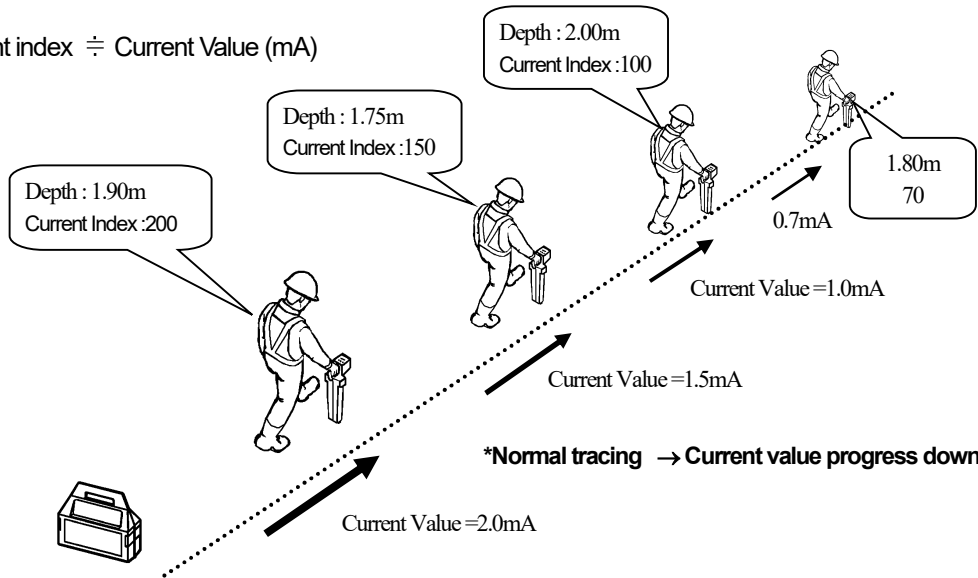 nt index ≑ Current Value (mA)
Depth : 2.00m
Current Index :100
Depth : 1.75m
Current Index :150
1.80m
70
Depth : 1.90m
Current Index :200
0.7mA
Current Value =1.0mA
Current Value =1.5mA
*Normal tracing → Current value progress down
Current Value =2.0mA